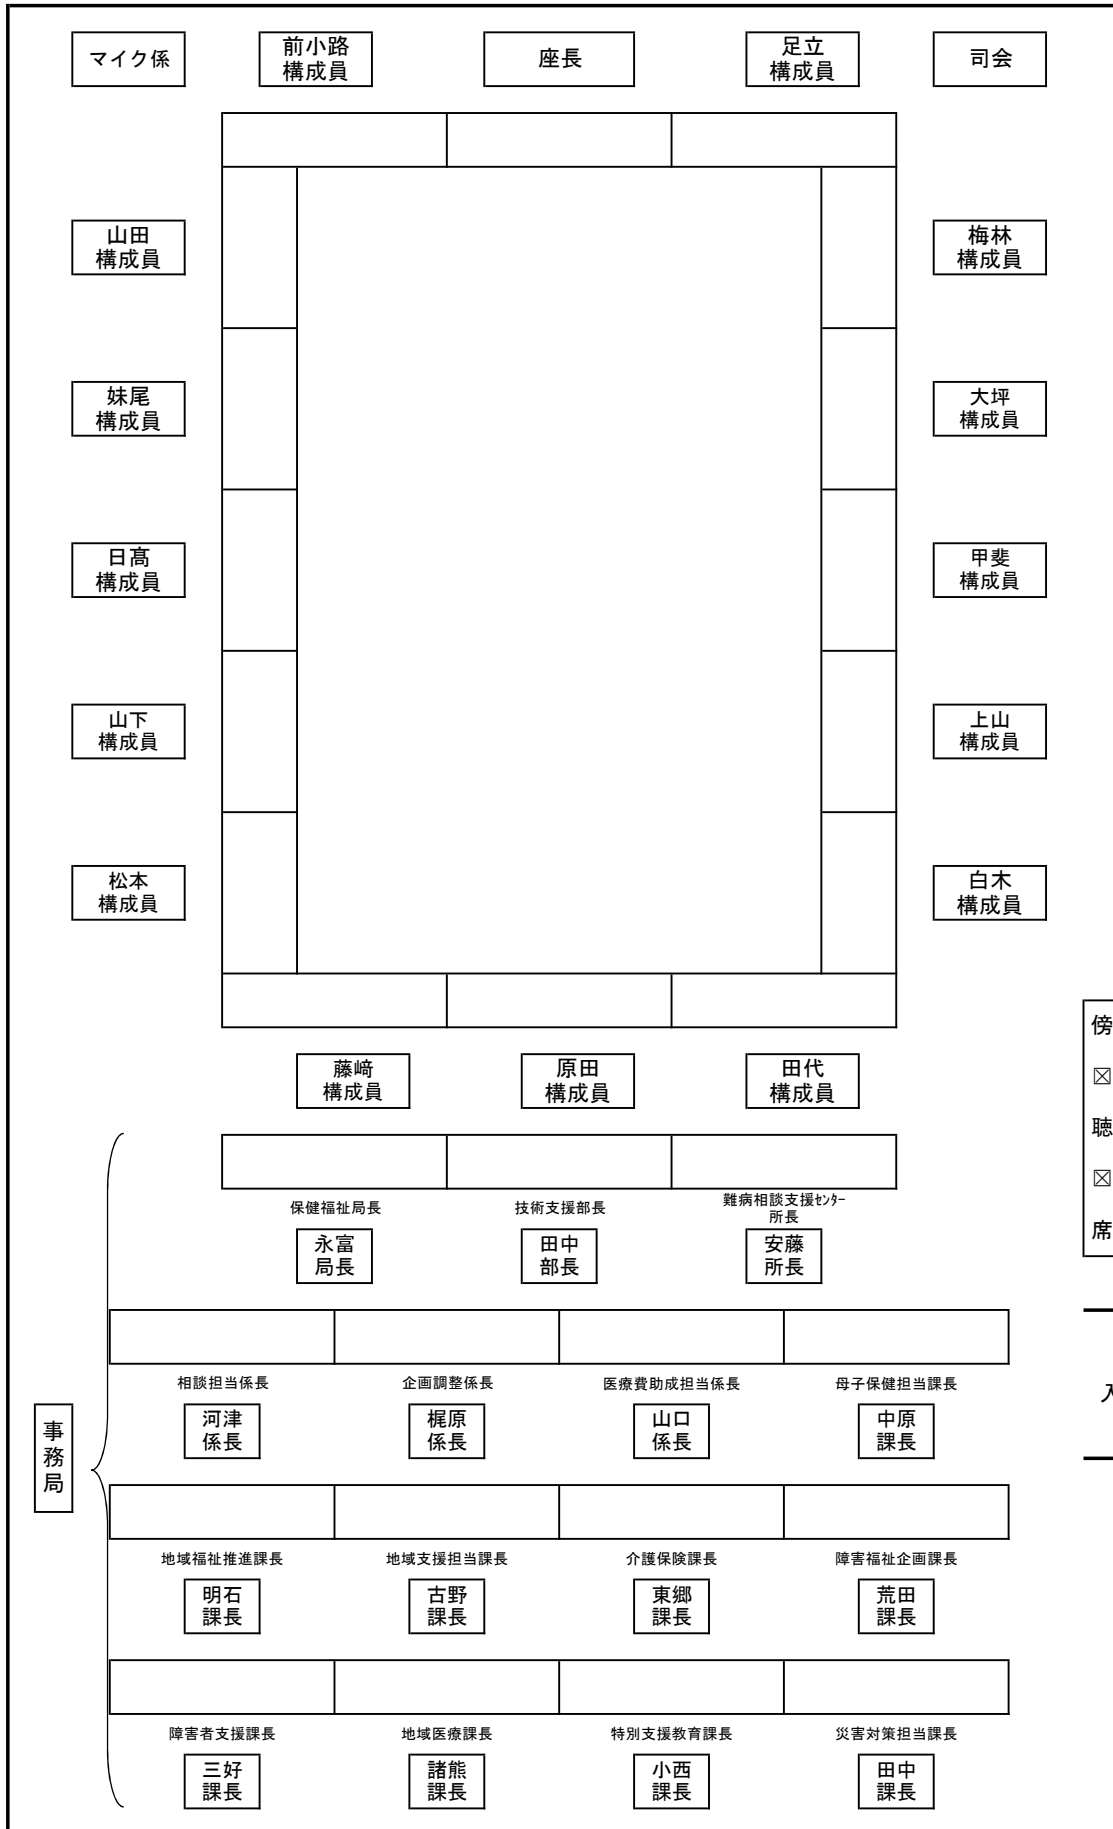 マイク係
前小路
構成員
座長
足立
構成員
司会
山田
構成員
梅林
構成員
妹尾
構成員
大坪
構成員
日髙
構成員
甲斐
構成員
山下
構成員
上山
構成員
松本
構成員
白木
構成員
傍
☒
聴
☒
席
藤﨑
構成員
原田
構成員
田代
構成員
保健福祉局長
永富
局長
技術支援部長
田中
部長
難病相談支援ｾﾝﾀｰ
所長
安藤
所長
事
務
局
相談担当係長
河津
係長
企画調整係長
梶原
係長
医療費助成担当係長
山口
係長
母子保健担当課長
中原
課長
地域福祉推進課長
明石
課長
地域支援担当課長
古野
課長
介護保険課長
東郷
課長
障害福祉企画課長
荒田
課長
障害者支援課長
三好
課長
地域医療課長
諸熊
課長
特別支援教育課長
小西
課長
災害対策担当課長
田中
課長